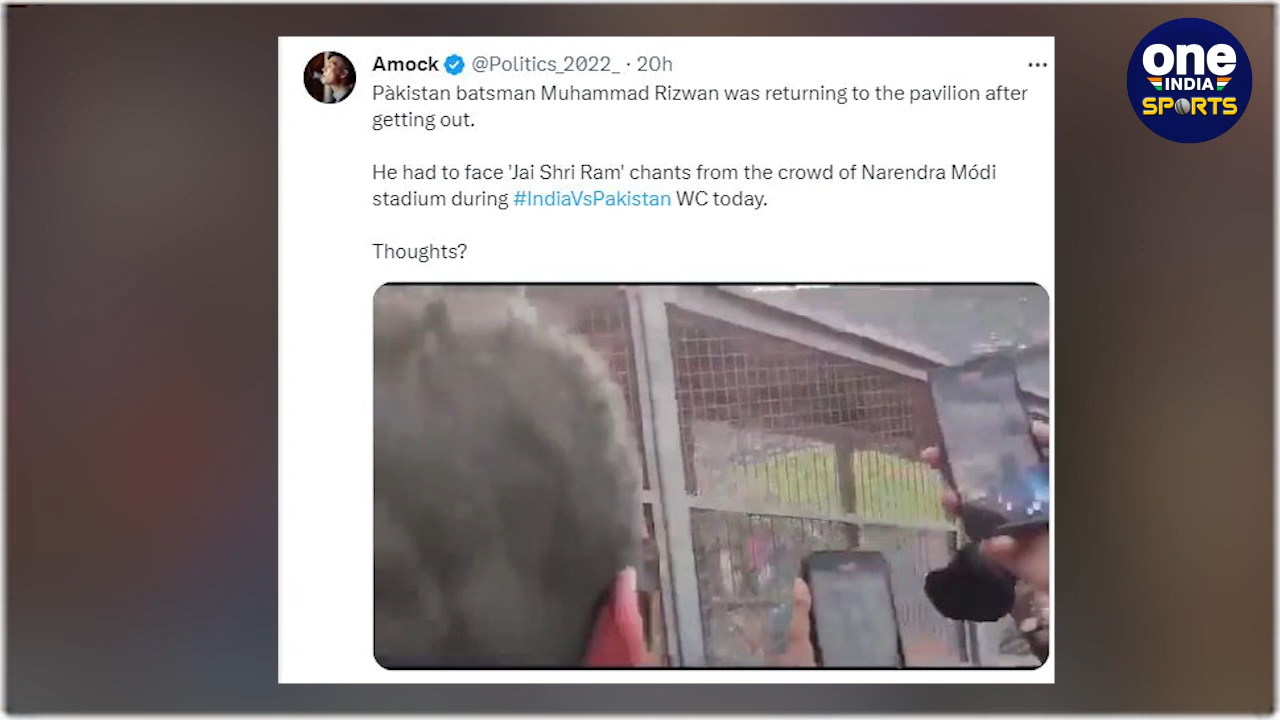 Amock @Politics_2022_ · 20h
Pàkistan batsman Muhammad Rizwan was returning to the pavilion after
getting out.
He had to face 'Jai Shri Ram' chants from the crowd of Narendra Módi
stadium during #IndiaVsPakistan WC today.
Thoughts?
one
INDIA
SPORTS